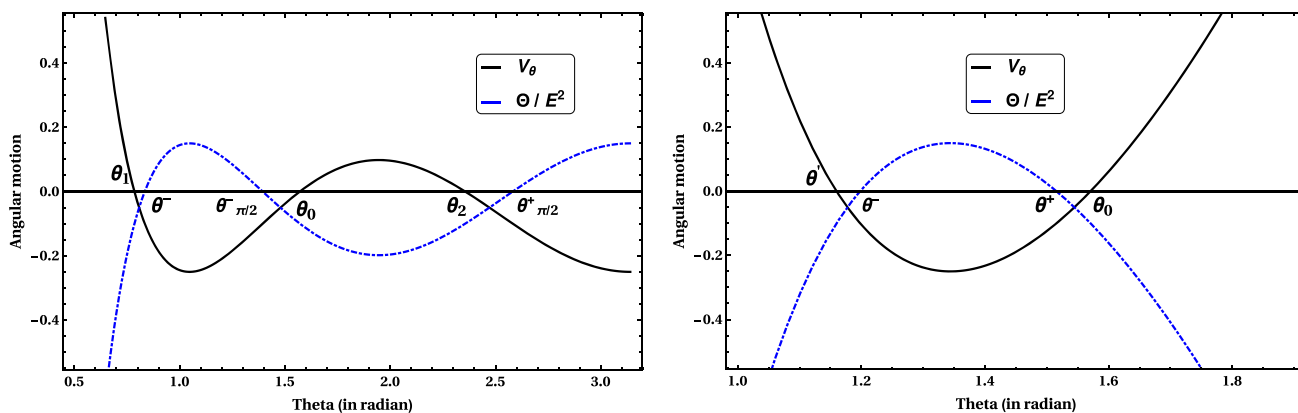 0.4
0.2
0.0
−0.2
−0.4
0.5
1.0
1.5
2.0
2.5
3.0
Angular motion
Theta (in radian)
V_θ
Θ / E²
θ₁
θ⁻
θ⁻ π/2
θ₀
θ₂
θ⁺ π/2
0.4
0.2
0.0
−0.2
−0.4
1.0
1.2
1.4
1.6
1.8
Angular motion
Theta (in radian)
V_θ
Θ / E²
θ'
θ⁻
θ⁺
θ₀